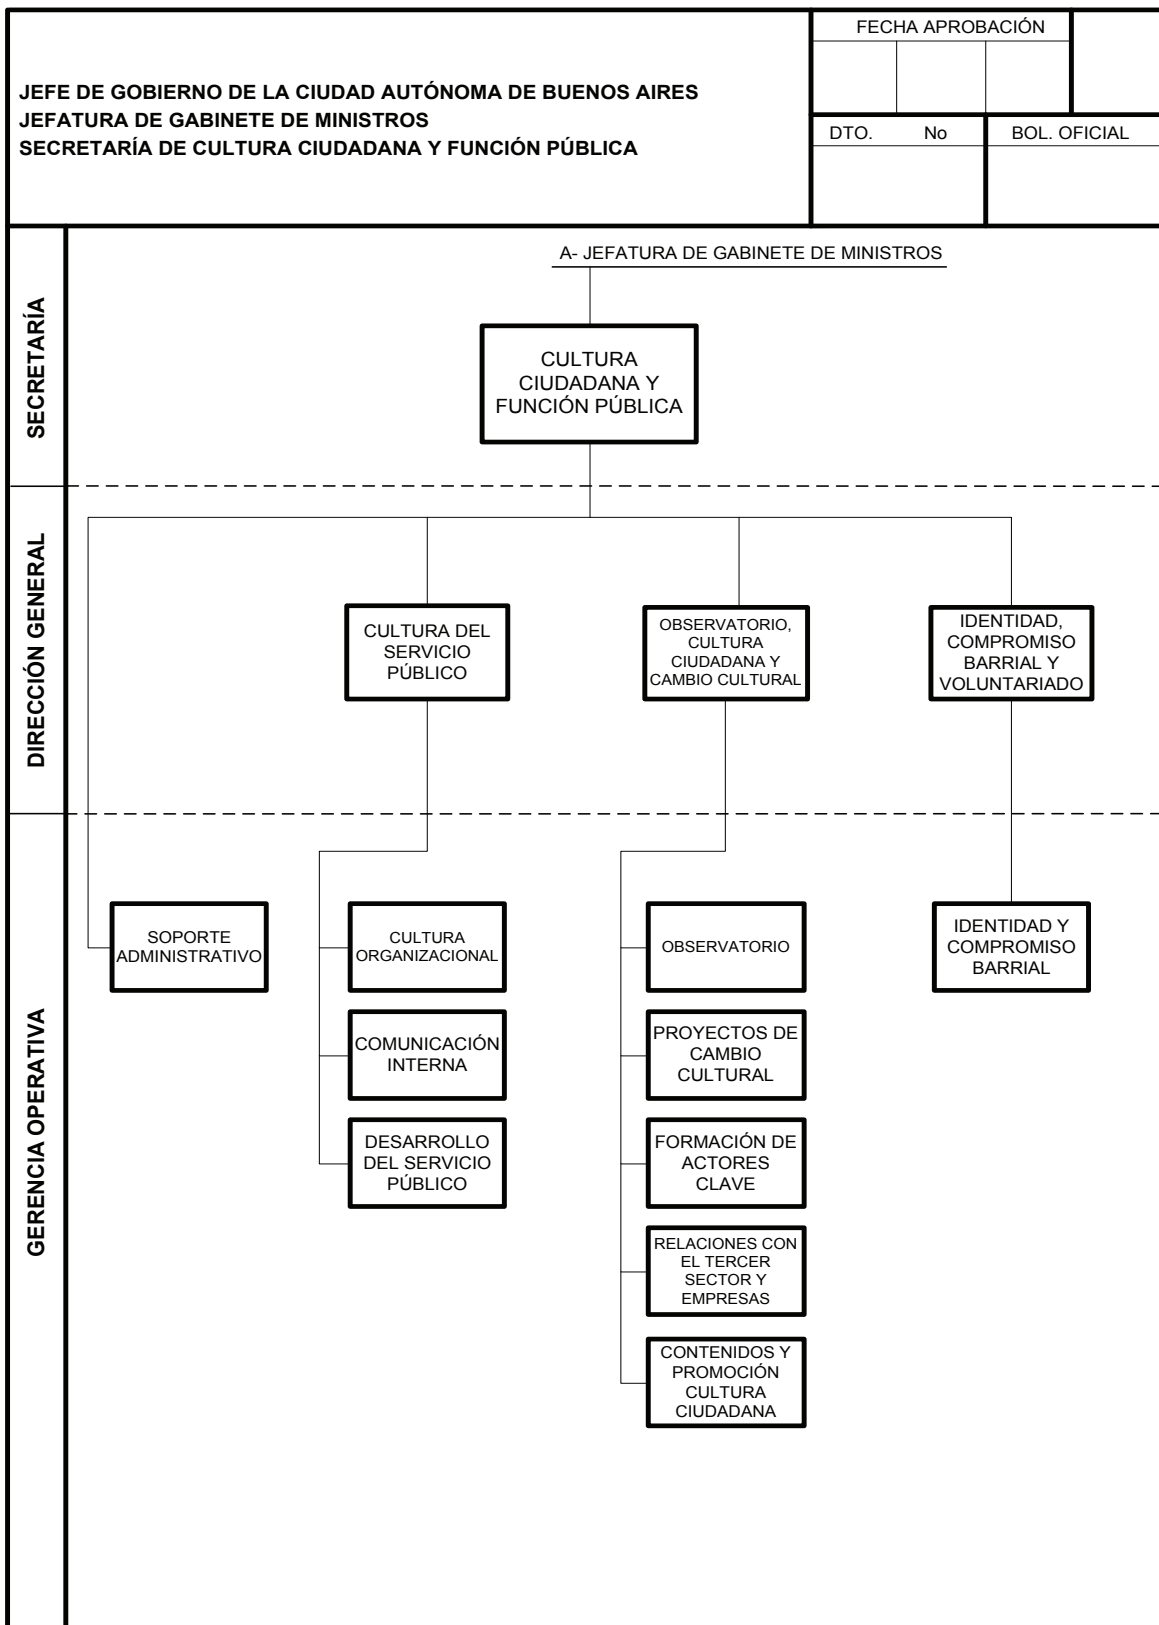 JEFE DE GOBIERNO DE LA CIUDAD AUTÓNOMA DE BUENOS AIRES
JEFATURA DE GABINETE DE MINISTROS
SECRETARÍA DE CULTURA CIUDADANA Y FUNCIÓN PÚBLICA
FECHA APROBACIÓN
DTO. No
BOL. OFICIAL
SECRETARÍA
A- JEFATURA DE GABINETE DE MINISTROS
CULTURA
CIUDADANA Y
FUNCIÓN PÚBLICA
DIRECCIÓN GENERAL
CULTURA DEL
SERVICIO
PÚBLICO
OBSERVATORIO,
CULTURA
CIUDADANA Y
CAMBIO CULTURAL
IDENTIDAD,
COMPROMISO
BARRIAL Y
VOLUNTARIADO
GERENCIA OPERATIVA
SOPORTE
ADMINISTRATIVO
CULTURA
ORGANIZACIONAL
COMUNICACIÓN
INTERNA
DESARROLLO
DEL SERVICIO
PÚBLICO
OBSERVATORIO
PROYECTOS DE
CAMBIO
CULTURAL
FORMACIÓN DE
ACTORES
CLAVE
RELACIONES CON
EL TERCER
SECTOR Y
EMPRESAS
CONTENIDOS Y
PROMOCIÓN
CULTURA
CIUDADANA
IDENTIDAD Y
COMPROMISO
BARRIAL